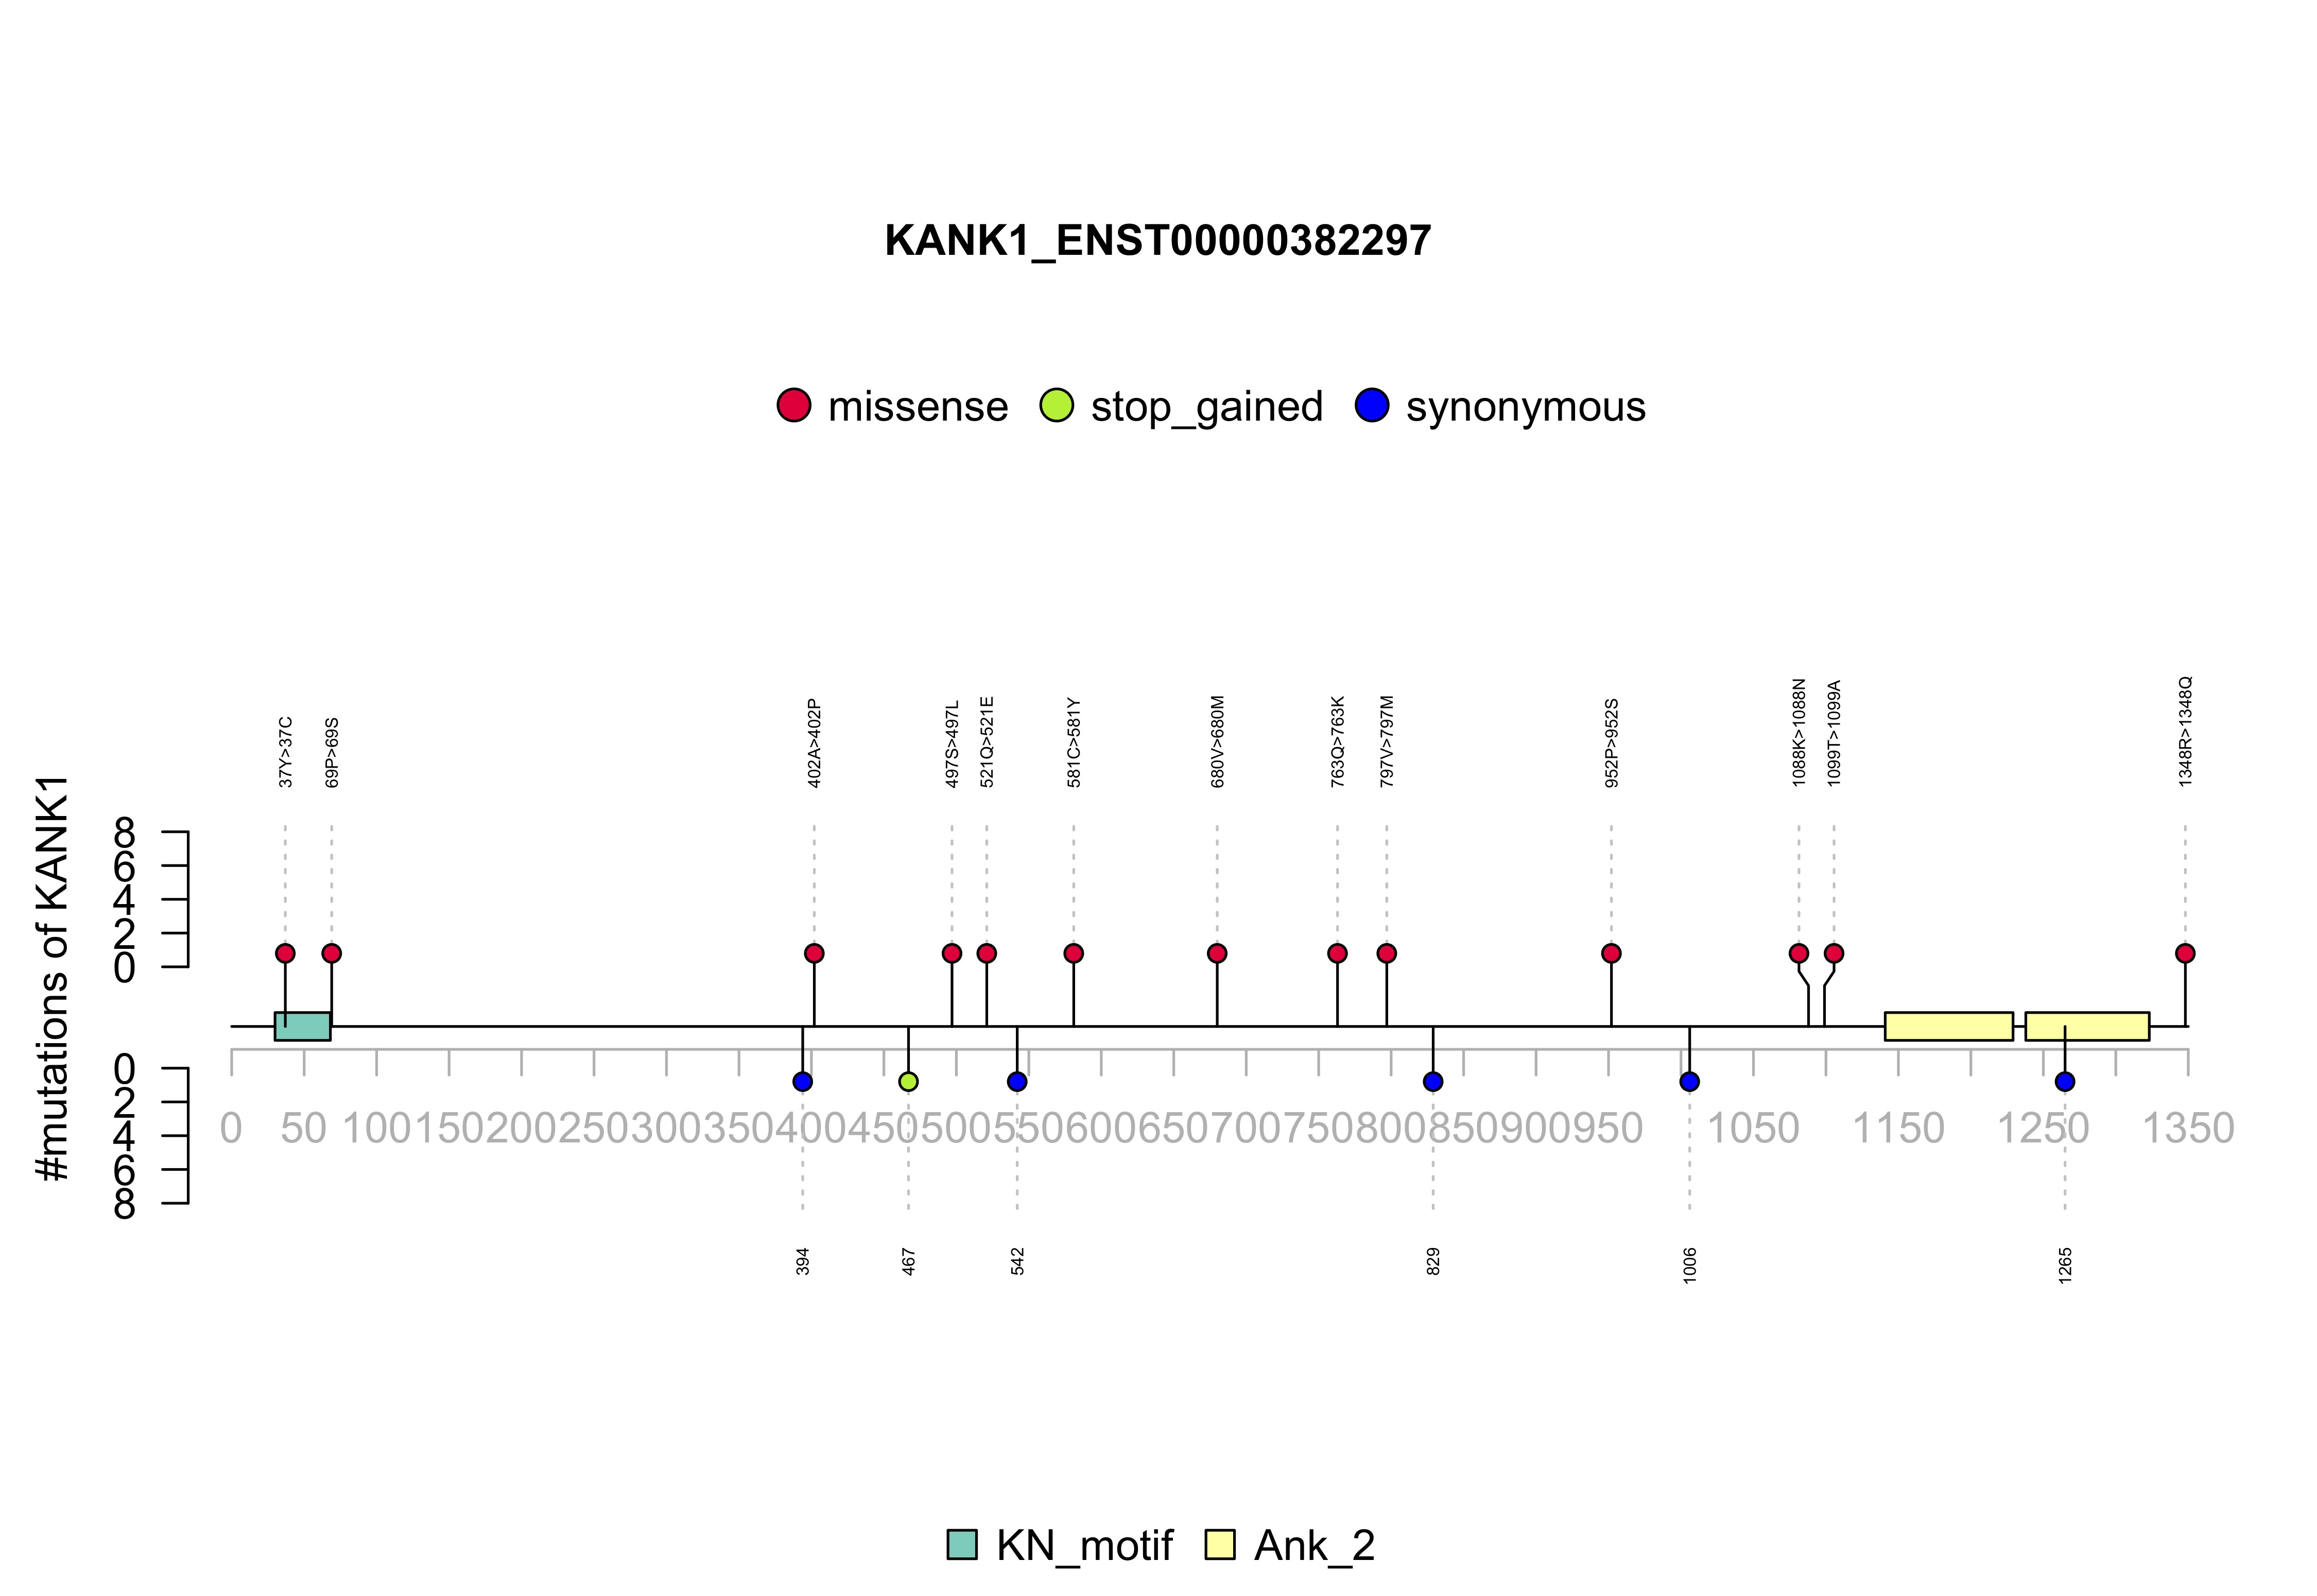 KANK1_ENST00000382297
missense stop_gained synonymous
37Y>37C 69P>69S 402A>402P 497S>497L 521Q>521E 581C>581Y 680V>680M 763Q>763K 797V>797M 952P>952S 1088K>1088N 1099T>1099A 1348R>1348Q
#mutations of KANK1
8
6
4
2
0
0
2
4
6
8
0 50 100 150 200 250 300 350 400 450 500 550 600 650 700 750 800 850 900 950 1050 1150 1250 1350
394 467 542 829 1006 1265
KN_motif Ank_2